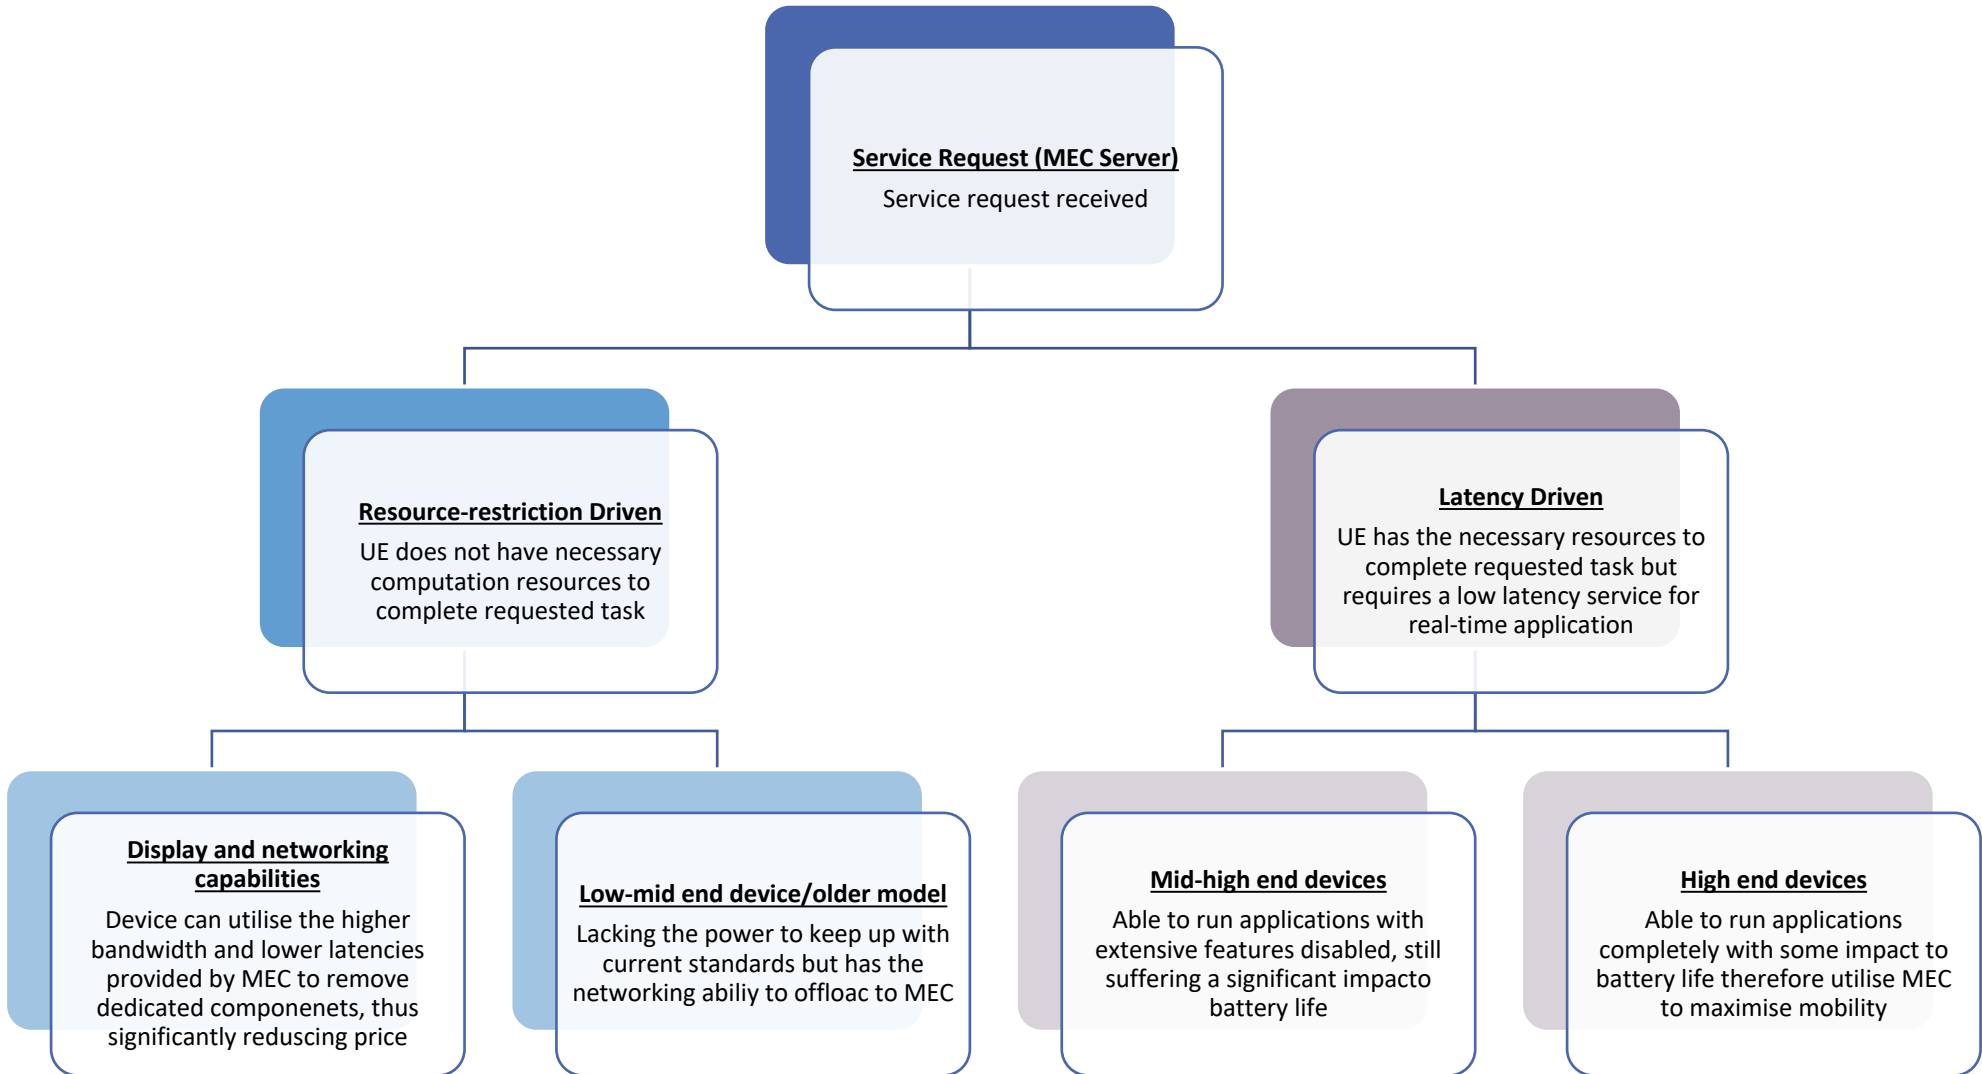 Service Request (MEC Server)
Service request received
Resource-restriction Driven
UE does not have necessary
computation resources to
complete requested task
Latency Driven
UE has the necessary resources to
complete requested task but
requires a low latency service for
real-time application
Display and networking
capabilities
Device can utilise the higher
bandwidth and lower latencies
provided by MEC to remove
dedicated componenets, thus
significantly reduscing price
Low-mid end device/older model
Lacking the power to keep up with
current standards but has the
networking abiliy to offloac to MEC
Mid-high end devices
Able to run applications with
extensive features disabled, still
suffering a significant impacto
battery life
High end devices
Able to run applications
completely with some impact to
battery life therefore utilise MEC
to maximise mobility